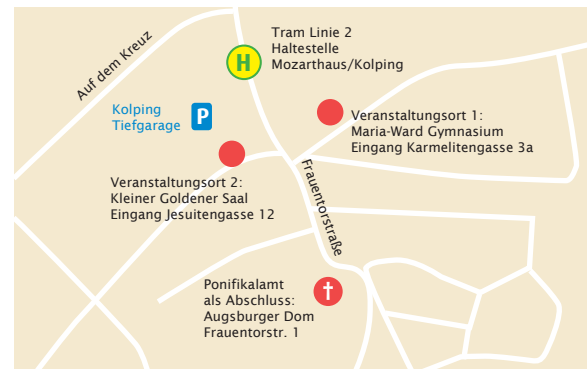 Tram Linie 2
Haltestelle
Mozarthaus/Kolping
H
Auf dem Kreuz
Kolping
Tiefgarage
P
Veranstaltungsort 1:
Maria-Ward Gymnasium
Eingang Karmelitengasse 3a
Veranstaltungsort 2:
Kleiner Goldener Saal
Eingang Jesuitengasse 12
Frauentorstraße
Ponifikalamt
als Abschluss:
Augsburger Dom
Frauentorstr. 1